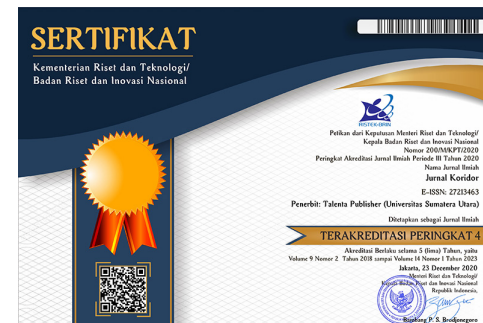 SERTIFIKAT
Kementerian Riset dan Teknologi/
Badan Riset dan Inovasi Nasional
RISTEK-BRIN
Petikan dari Keputusan Menteri Riset dan Teknologi/
Kepala Badan Riset dan Inovasi Nasional
Nomor 200/M/KPT/2020
Peringkat Akreditasi Jurnal Ilmiah Periode III Tahun 2020
Nama Jurnal Ilmiah
Jurnal Koridor
E-ISSN: 27213463
Penerbit: Talenta Publisher (Universitas Sumatera Utara)
Ditetapkan sebagai Jurnal Ilmiah
TERAKREDITASI PERINGKAT 4
Akreditasi Berlaku selama 5 (lima) Tahun, yaitu
Volume 9 Nomor 2 Tahun 2018 sampai Volume 14 Nomor 1 Tahun 2023
Jakarta, 23 December 2020
Menteri Riset dan Teknologi/
Kepala Badan Riset dan Inovasi Nasional
Republik Indonesia,
Bambang P. S. Brodjonegoro